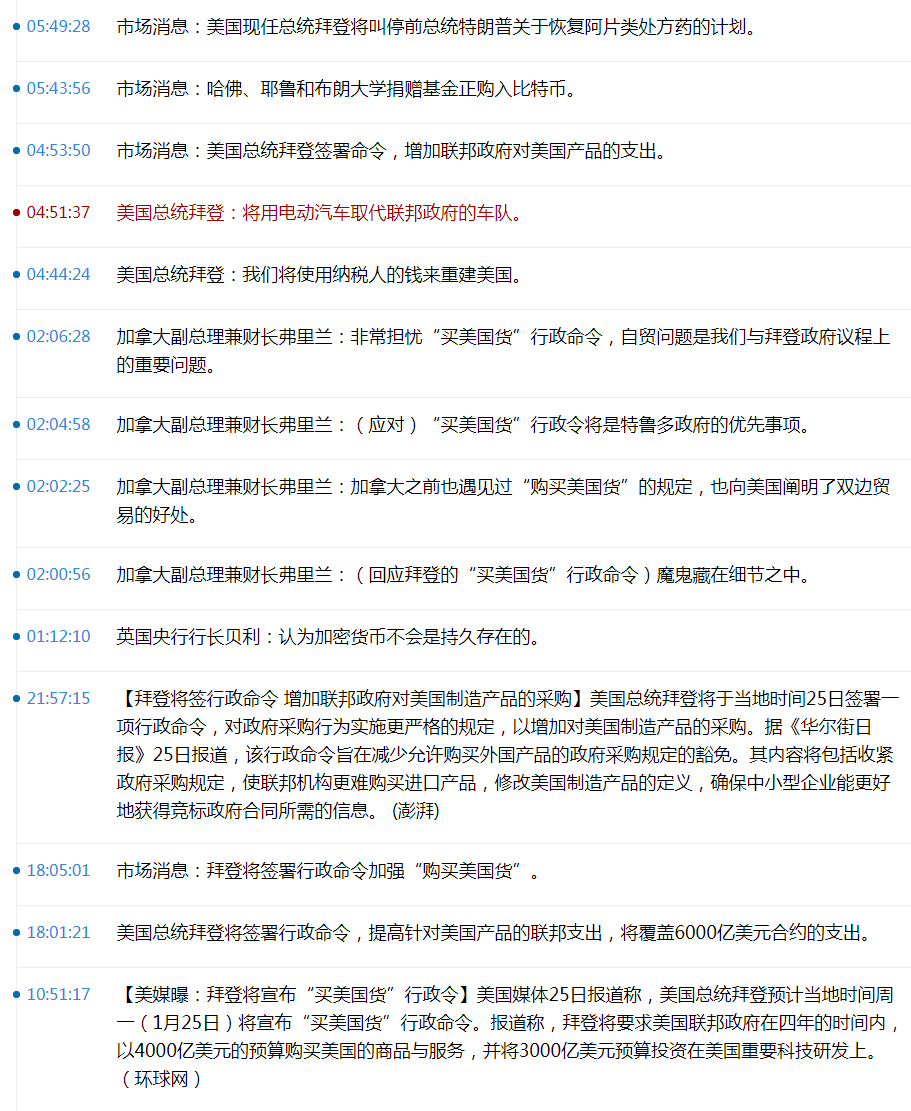 05:49:28 市场消息：美国现任总统拜登将叫停前总统特朗普关于恢复阿片类处方药的计划。
05:43:56 市场消息：哈佛、耶鲁和布朗大学捐赠基金正购入比特币。
04:53:50 市场消息：美国总统拜登签署命令，增加联邦政府对美国产品的支出。
04:51:37 美国总统拜登：将用电动汽车取代联邦政府的车队。
04:44:24 美国总统拜登：我们将使用纳税人的钱来重建美国。
02:06:28 加拿大副总理兼财长弗里兰：非常担忧“买美国货”行政命令，自贸问题是我们与拜登政府议程上
的重要问题。
02:04:58 加拿大副总理兼财长弗里兰：（应对）“买美国货”行政令将是特鲁多政府的优先事项。
02:02:25 加拿大副总理兼财长弗里兰：加拿大之前也遇见过“购买美国货”的规定，也向美国阐明了双边贸
易的好处。
02:00:56 加拿大副总理兼财长弗里兰：（回应拜登的“买美国货”行政命令）魔鬼藏在细节之中。
01:12:10 英国央行行长贝利：认为加密货币不会是持久存在的。
21:57:15 【拜登将签行政命令 增加联邦政府对美国制造产品的采购】美国总统拜登将于当地时间25日签署一
项行政命令，对政府采购行为实施更严格的规定，以增加对美国制造产品的采购。据《华尔街日
报》25日报道，该行政命令旨在减少允许购买外国产品的政府采购规定的豁免。其内容将包括收紧
政府采购规定，使联邦机构更难购买进口产品，修改美国制造产品的定义，确保中小型企业能更好
地获得竞标政府合同所需的信息。 (澎湃)
18:05:01 市场消息：拜登将签署行政命令加强“购买美国货”。
18:01:21 美国总统拜登将签署行政命令，提高针对美国产品的联邦支出，将覆盖6000亿美元合约的支出。
10:51:17 【美媒曝：拜登将宣布“买美国货”行政令】美国媒体25日报道称，美国总统拜登预计当地时间周
一（1月25日）将宣布“买美国货”行政命令。报道称，拜登将要求美国联邦政府在四年的时间内，
以4000亿美元的预算购买美国的商品与服务，并将3000亿美元预算投资在美国重要科技研发上。
（环球网）